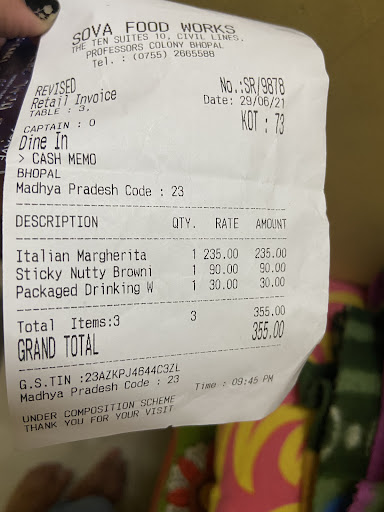 SOVA FOOD WORKS
THE TEN SUITES 10, CIVIL LINES,
PROFESSORS COLONY BHOPAL
Tel. : (0755) 2665588
REVISED
Retail Invoice
No.:SR/9878
TABLE : 3,
Date: 29/06/21
CAPTAIN : 0
KOT : 73
Dine In
> CASH MEMO
BHOPAL
Madhya Pradesh Code : 23
DESCRIPTION QTY. RATE AMOUNT
Italian Margherita 1 235.00 235.00
Sticky Nutty Browni 1 90.00 90.00
Packaged Drinking W 1 30.00 30.00
Total Items:3 3 355.00
GRAND TOTAL 355.00
G.S.TIN :23AZKPJ4644C3ZL
Madhya Pradesh Code : 23 Time : 09:45 PM
UNDER COMPOSITION SCHEME
THANK YOU FOR YOUR VISIT